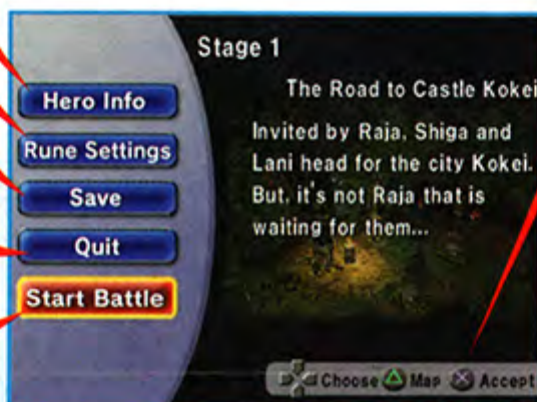 Stage 1
The Road to Castle Kokei
Invited by Raja, Shiga and
Lani head for the city Kokei.
But, it's not Raja that is
waiting for them...
Hero Info
Rune Settings
Save
Quit
Start Battle
Choose Map Accept